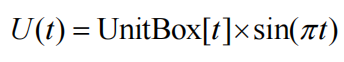 U(t) = UnitBox[t]×sin(πt)